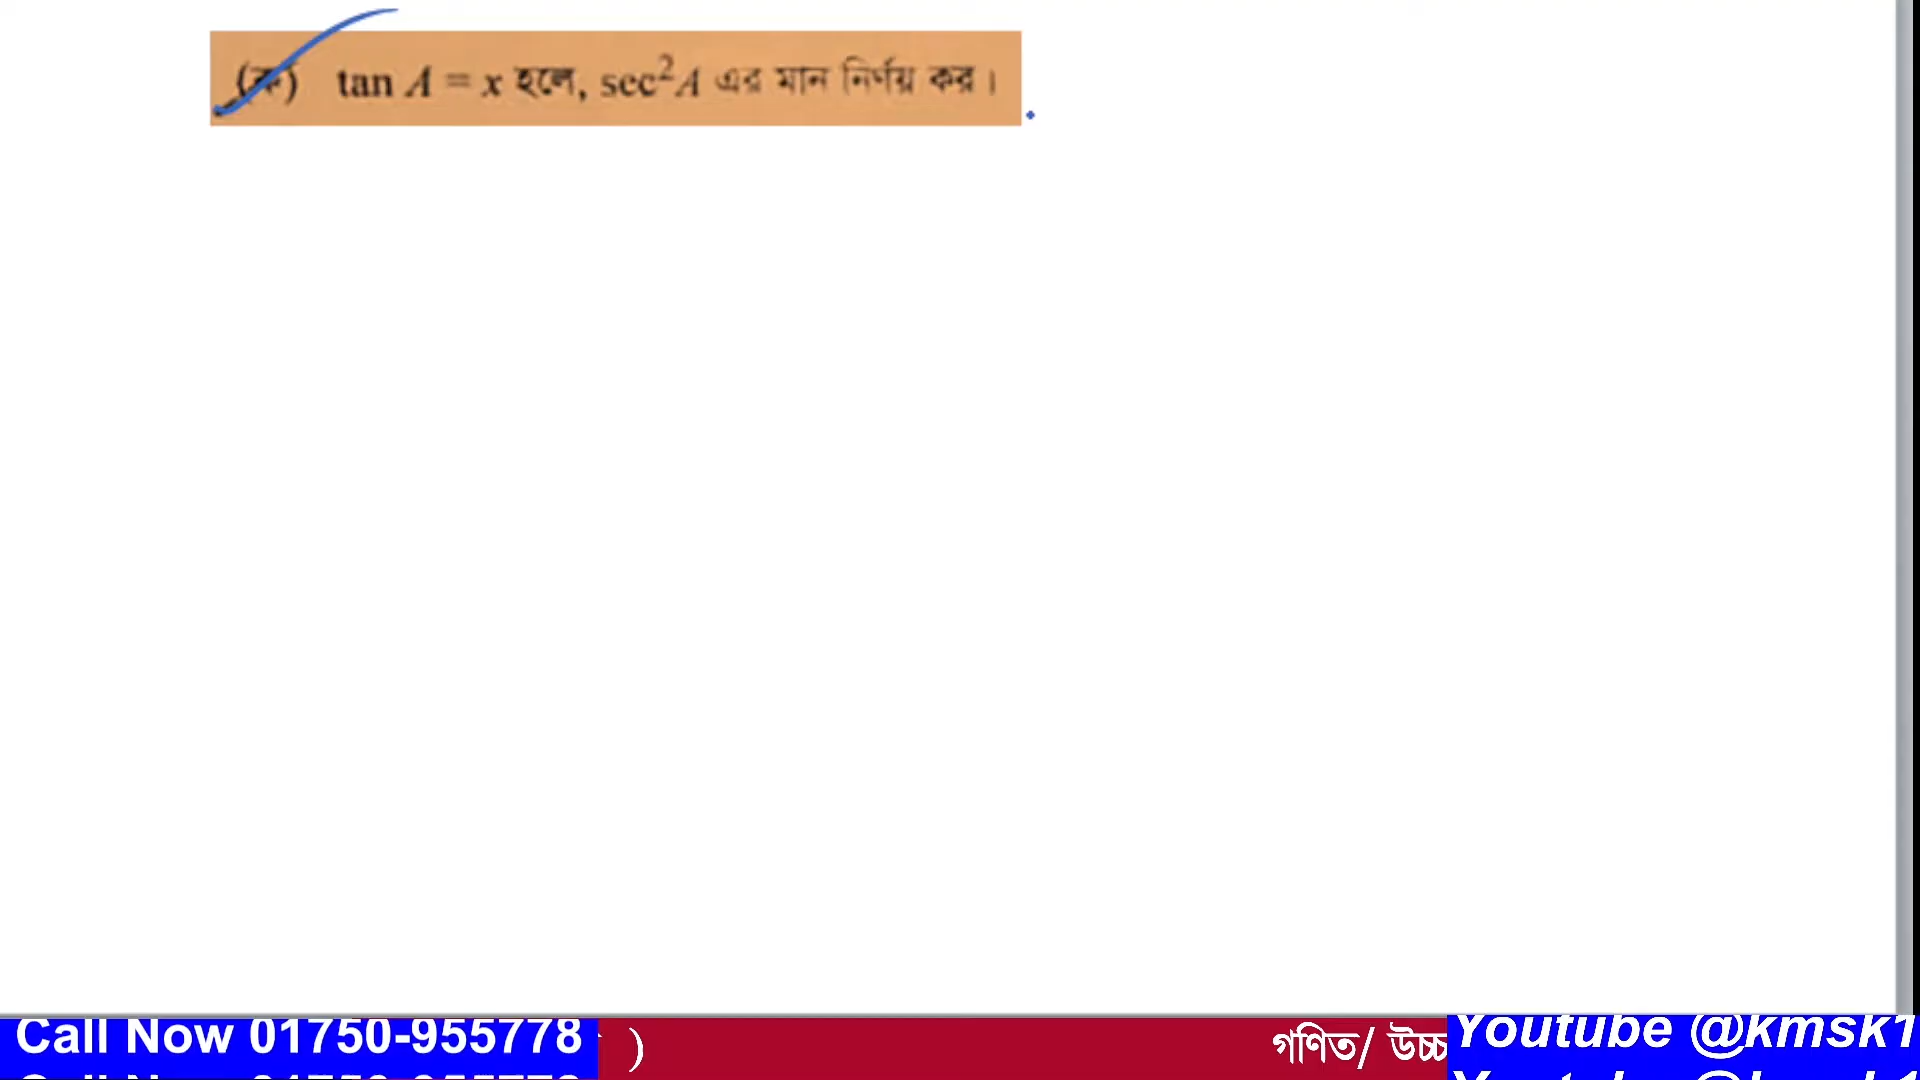 (ক) tan A = x হলে, sec²A এর মান নির্ণয় কর।
Call Now 01750-955778
)
গণিত/ উচ্চ
Youtube @kmsk1